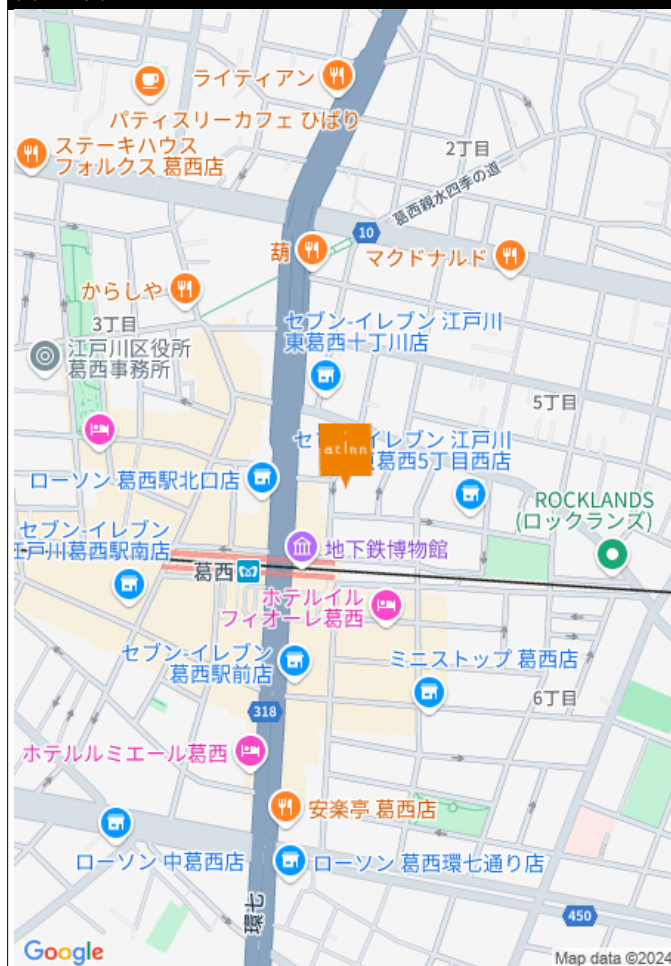 ライティアン
パティスリーカフェ ひばり
ステーキハウス
フォルクス 葛西店
2丁目
葛西親水四季の道
10
葫
マクドナルド
からしや
3丁目
江戸川区役所
葛西事務所
セブン-イレブン 江戸川
東葛西十丁川店
5丁目
atinn
イレブン 江戸川
東葛西5丁目西店
ローソン 葛西駅北口店
ROCKLANDS
(ロックランズ)
セブン-イレブン
江戸川葛西駅南店
地下鉄博物館
葛西
ホテルイル
フィオーレ葛西
セブン-イレブン
葛西駅前店
ミニストップ 葛西店
6丁目
318
ホテルルミエール葛西
安楽亭 葛西店
ローソン 中葛西店
ローソン 葛西環七通り店
環七
450
Google
Map data ©2024